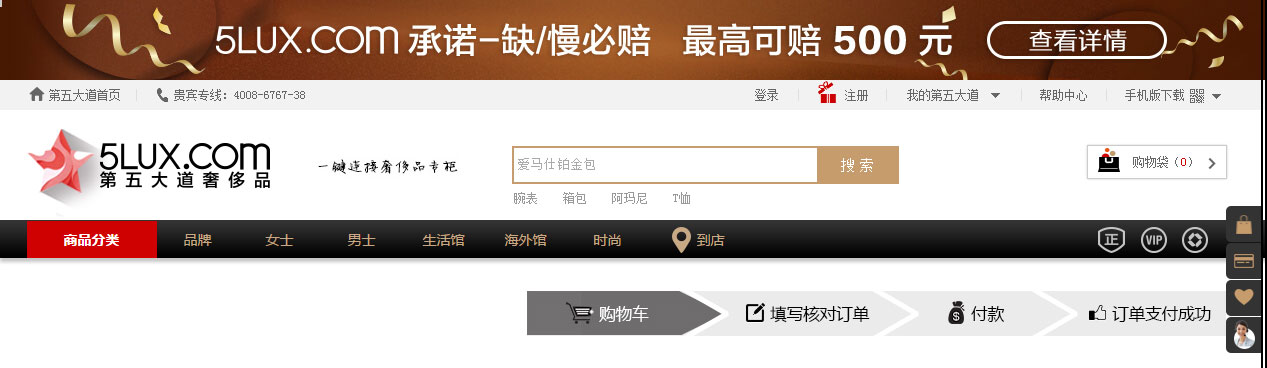 5LUX.COM 承诺-缺/慢必赔 最高可赔 500 元 查看详情
第五大道首页 贵宾专线：4008-6767-38 登录 注册 我的第五大道 帮助中心 手机版下载
5LUX.COM
第五大道奢侈品
一键连接奢侈品专柜
爱马仕铂金包 搜索
购物袋（0）
腕表 箱包 阿玛尼 T恤
商品分类 品牌 女士 男士 生活馆 海外馆 时尚 到店 正 VIP
购物车 填写核对订单 付款 订单支付成功